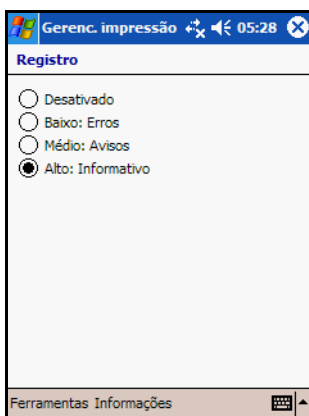 Gerenc. impressão 05:28
Registro
Desativado
Baixo: Erros
Médio: Avisos
Alto: Informativo
Ferramentas Informações